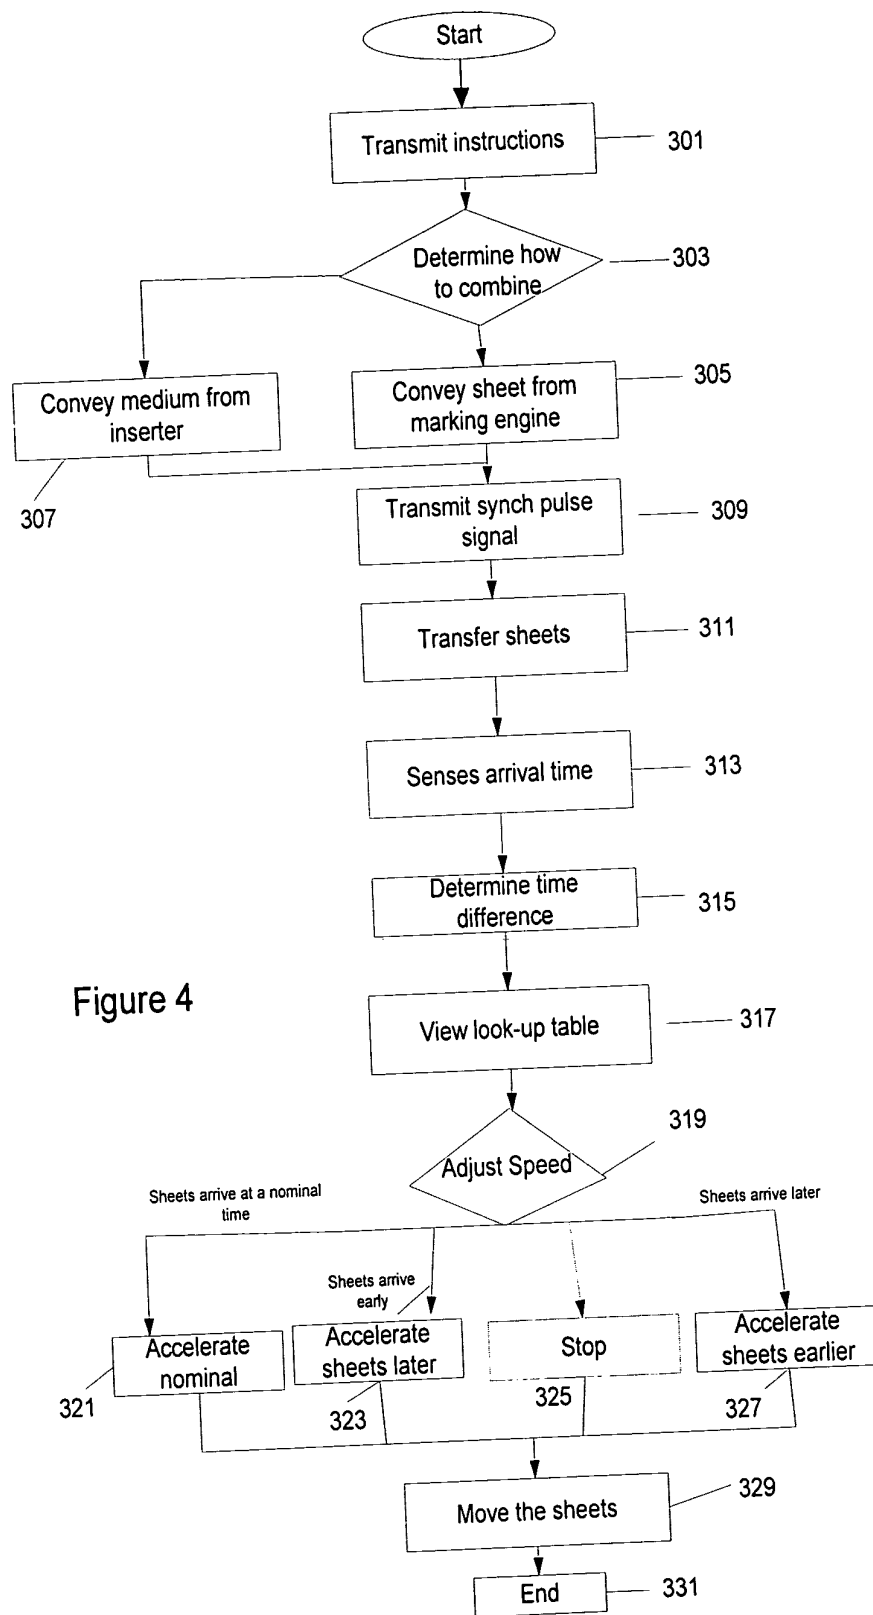 Start
Transmit instructions
301
Determine how
to combine
303
Convey medium from
inserter
307
Convey sheet from
marking engine
305
Transmit synch pulse
signal
309
Transfer sheets
311
Senses arrival time
313
Determine time
difference
315
Figure 4
View look-up table
317
Adjust Speed
319
Sheets arrive at a nominal
time
Sheets arrive
early
Sheets arrive later
Accelerate
nominal
321
Accelerate
sheets later
323
Stop
325
Accelerate
sheets earlier
327
Move the sheets
329
End
331